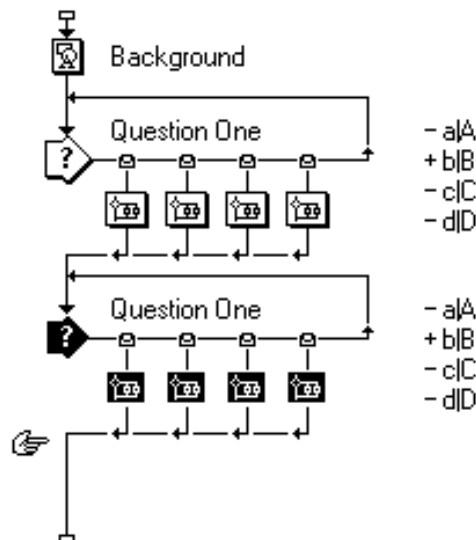 Background
Question One
?
- a|A
+ b|B
- c|C
- d|D
Question One
?
- a|A
+ b|B
- c|C
- d|D